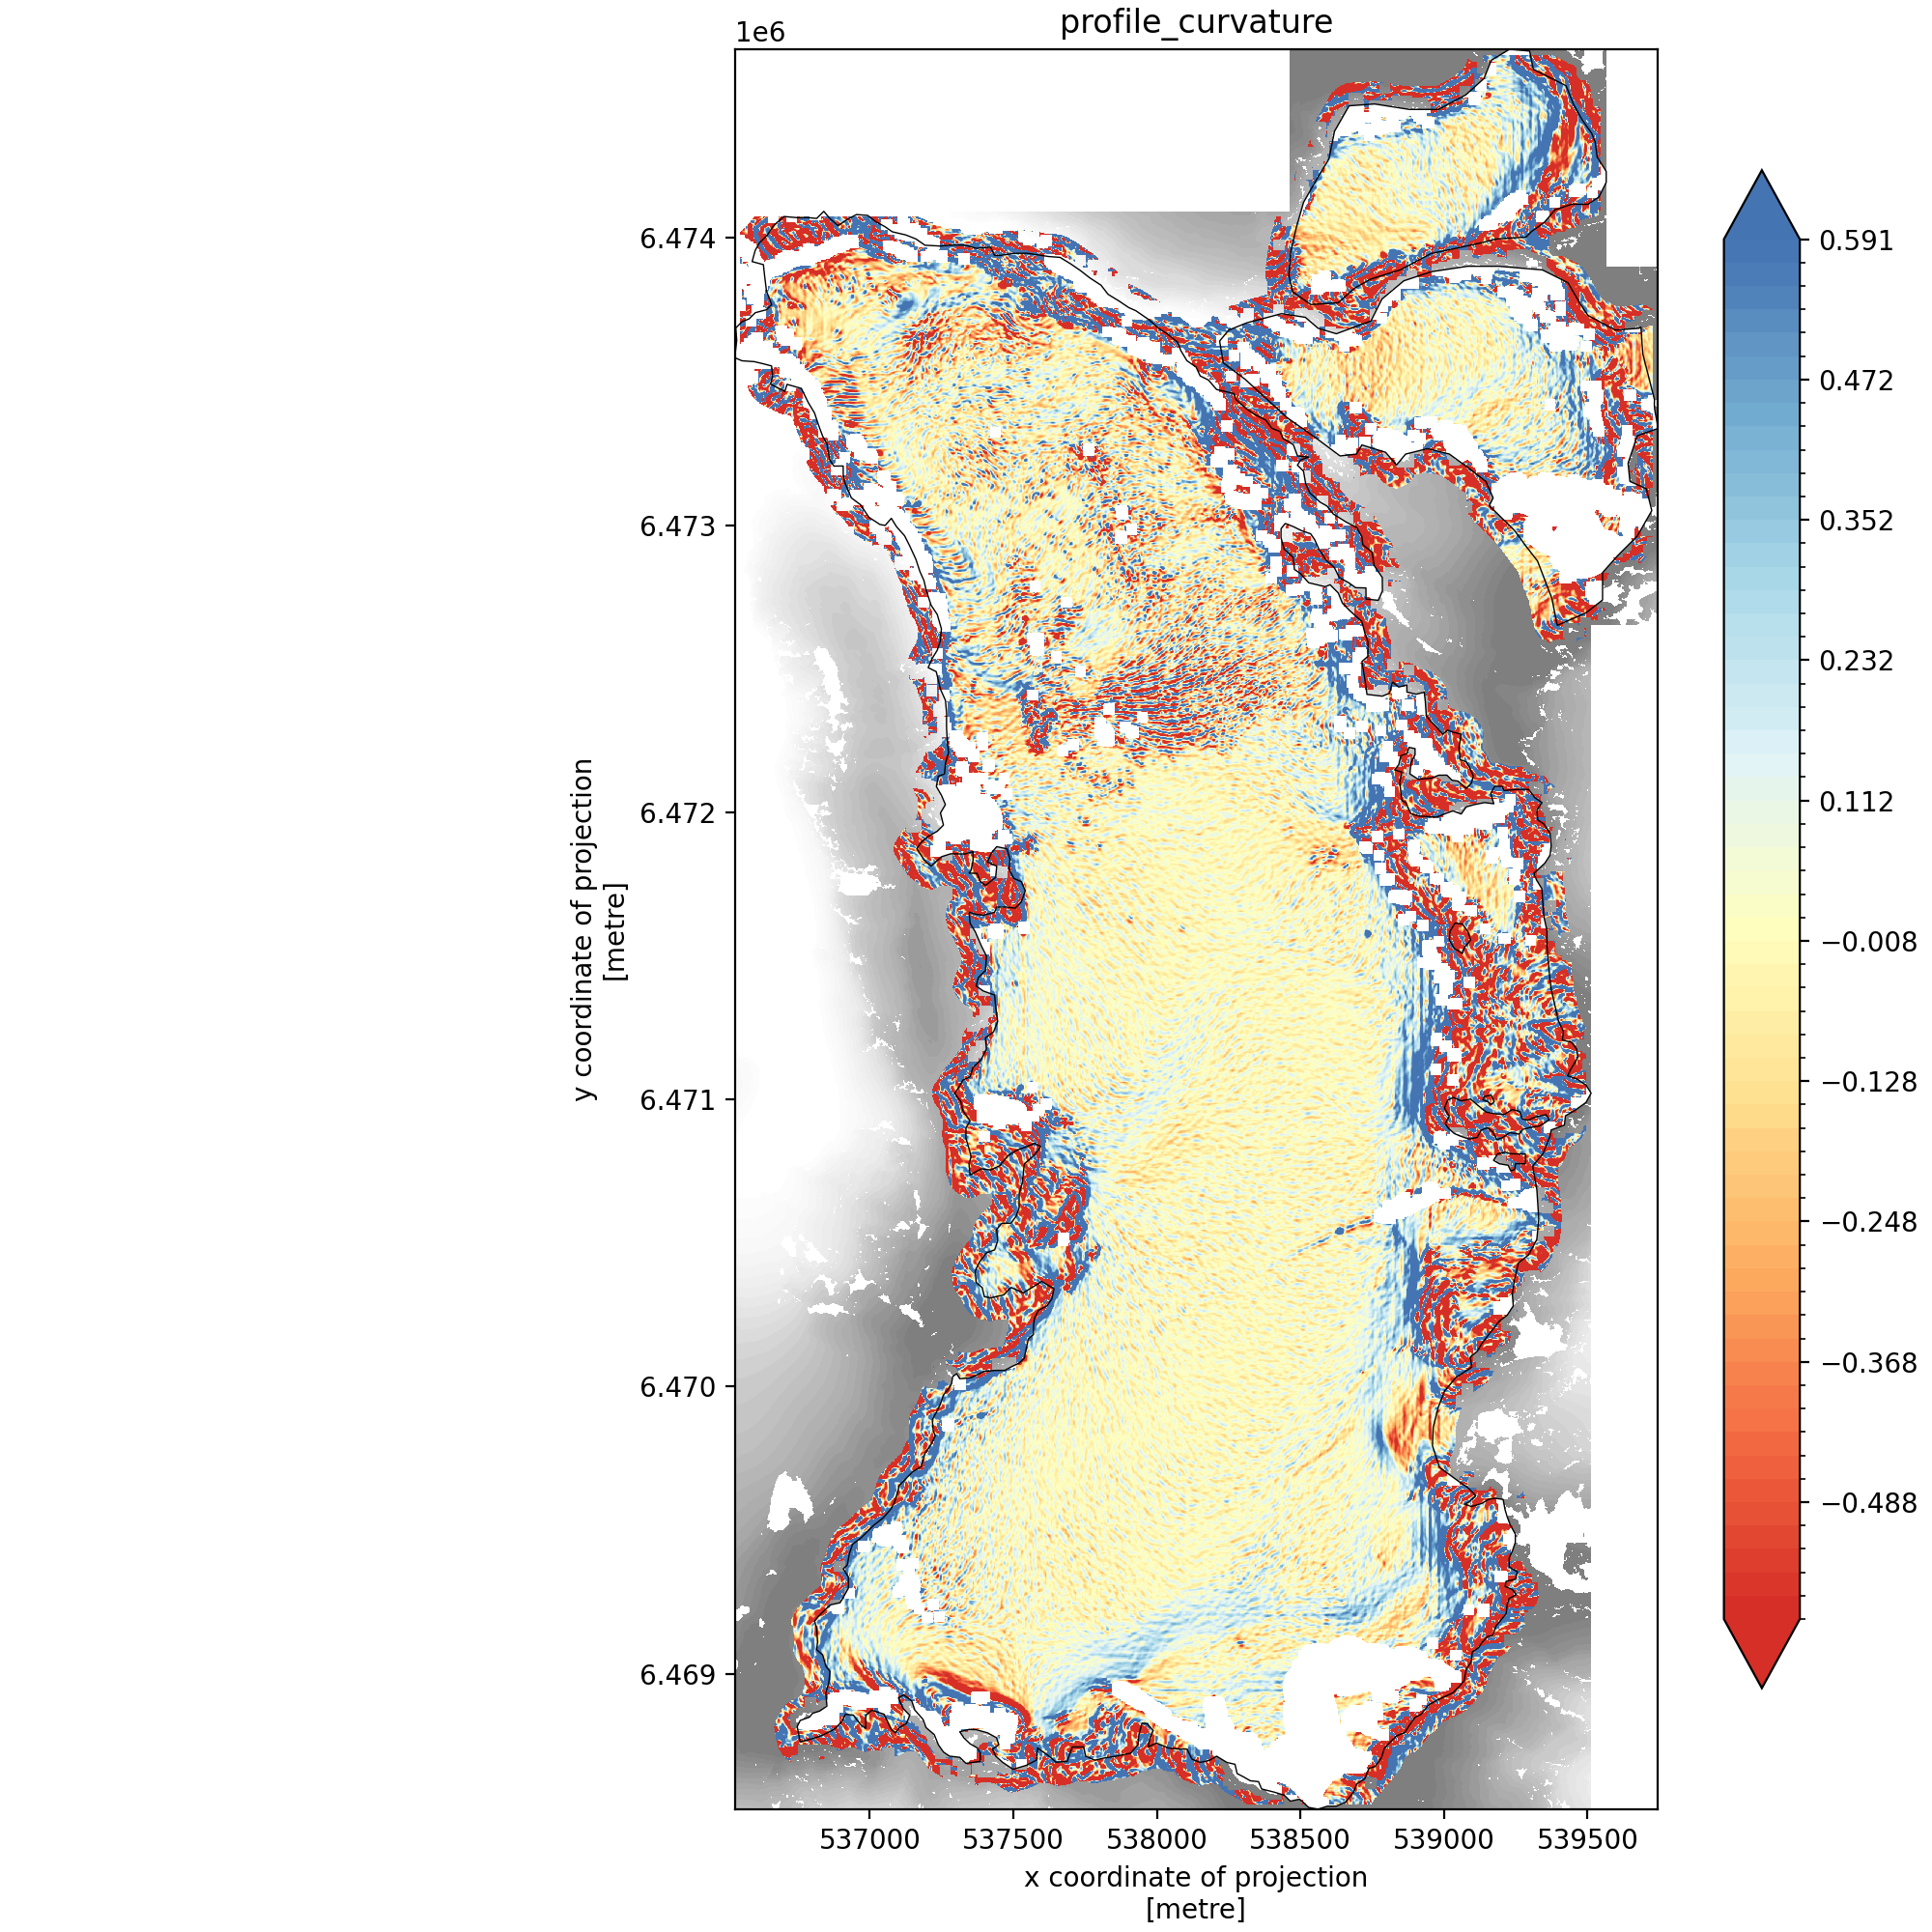 profile_curvature
1e6
6.474
6.473
6.472
6.471
6.470
6.469
y coordinate of projection
[metre]
537000 537500 538000 538500 539000 539500
x coordinate of projection
[metre]
0.591
0.472
0.352
0.232
0.112
−0.008
−0.128
−0.248
−0.368
−0.488